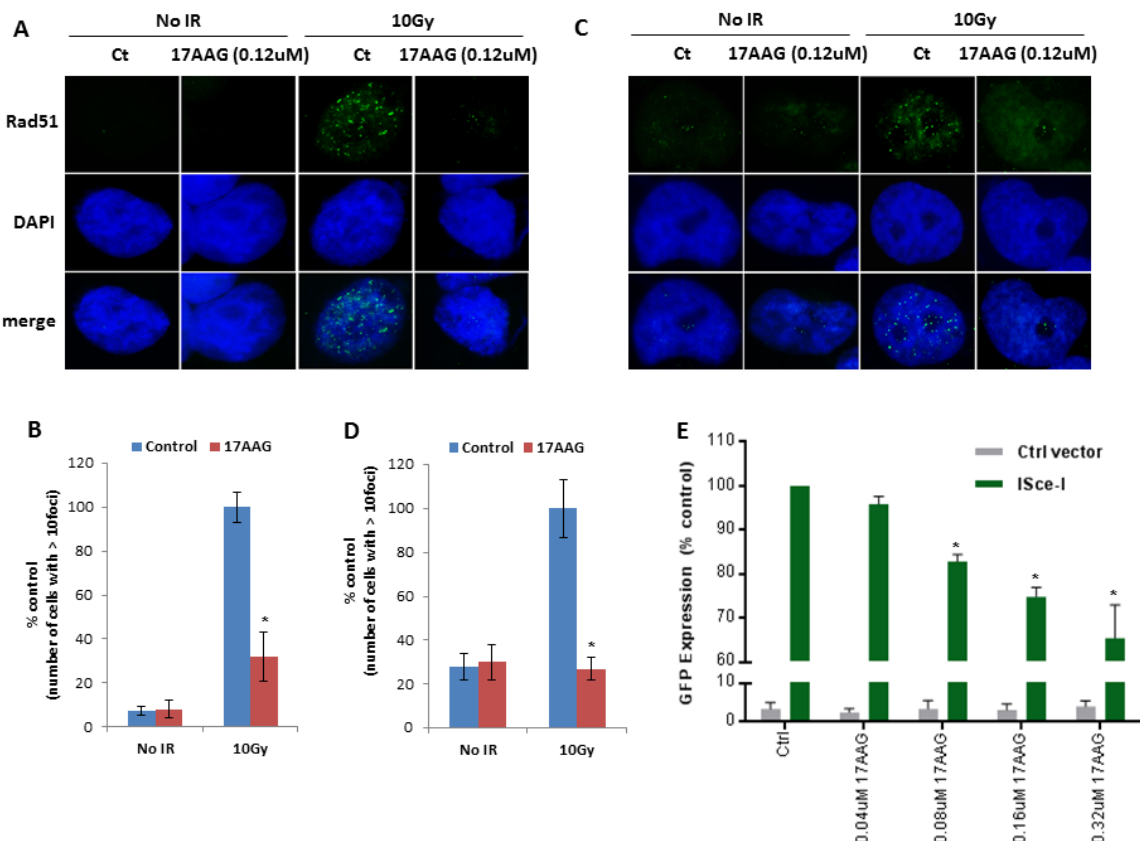 A
No IR 10Gy
Ct 17AAG (0.12uM) Ct 17AAG (0.12uM)
Rad51
DAPI
merge
C
No IR 10Gy
Ct 17AAG (0.12uM) Ct 17AAG (0.12uM)
B
Control 17AAG
% control
(number of cells with > 10foci)
120
100
80
60
40
20
0
*
No IR 10Gy
D
Control 17AAG
% control
(number of cells with > 10foci)
120
100
80
60
40
20
0
*
No IR 10Gy
E
Ctrl vector
ISce-I
GFP Expression (% control)
110
100
90
80
70
60
10
0
* * *
Ctrl
0.04uM 17AAG
0.08uM 17AAG
0.16uM 17AAG
0.32uM 17AAG